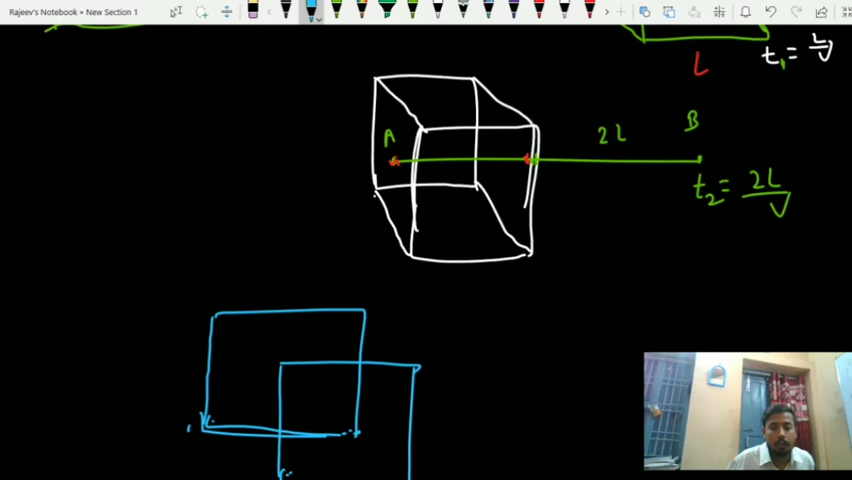 Rajeev's Notebook » New Section 1
t₁ = L/V
L
A
2L
B
t₂ = 2L/V